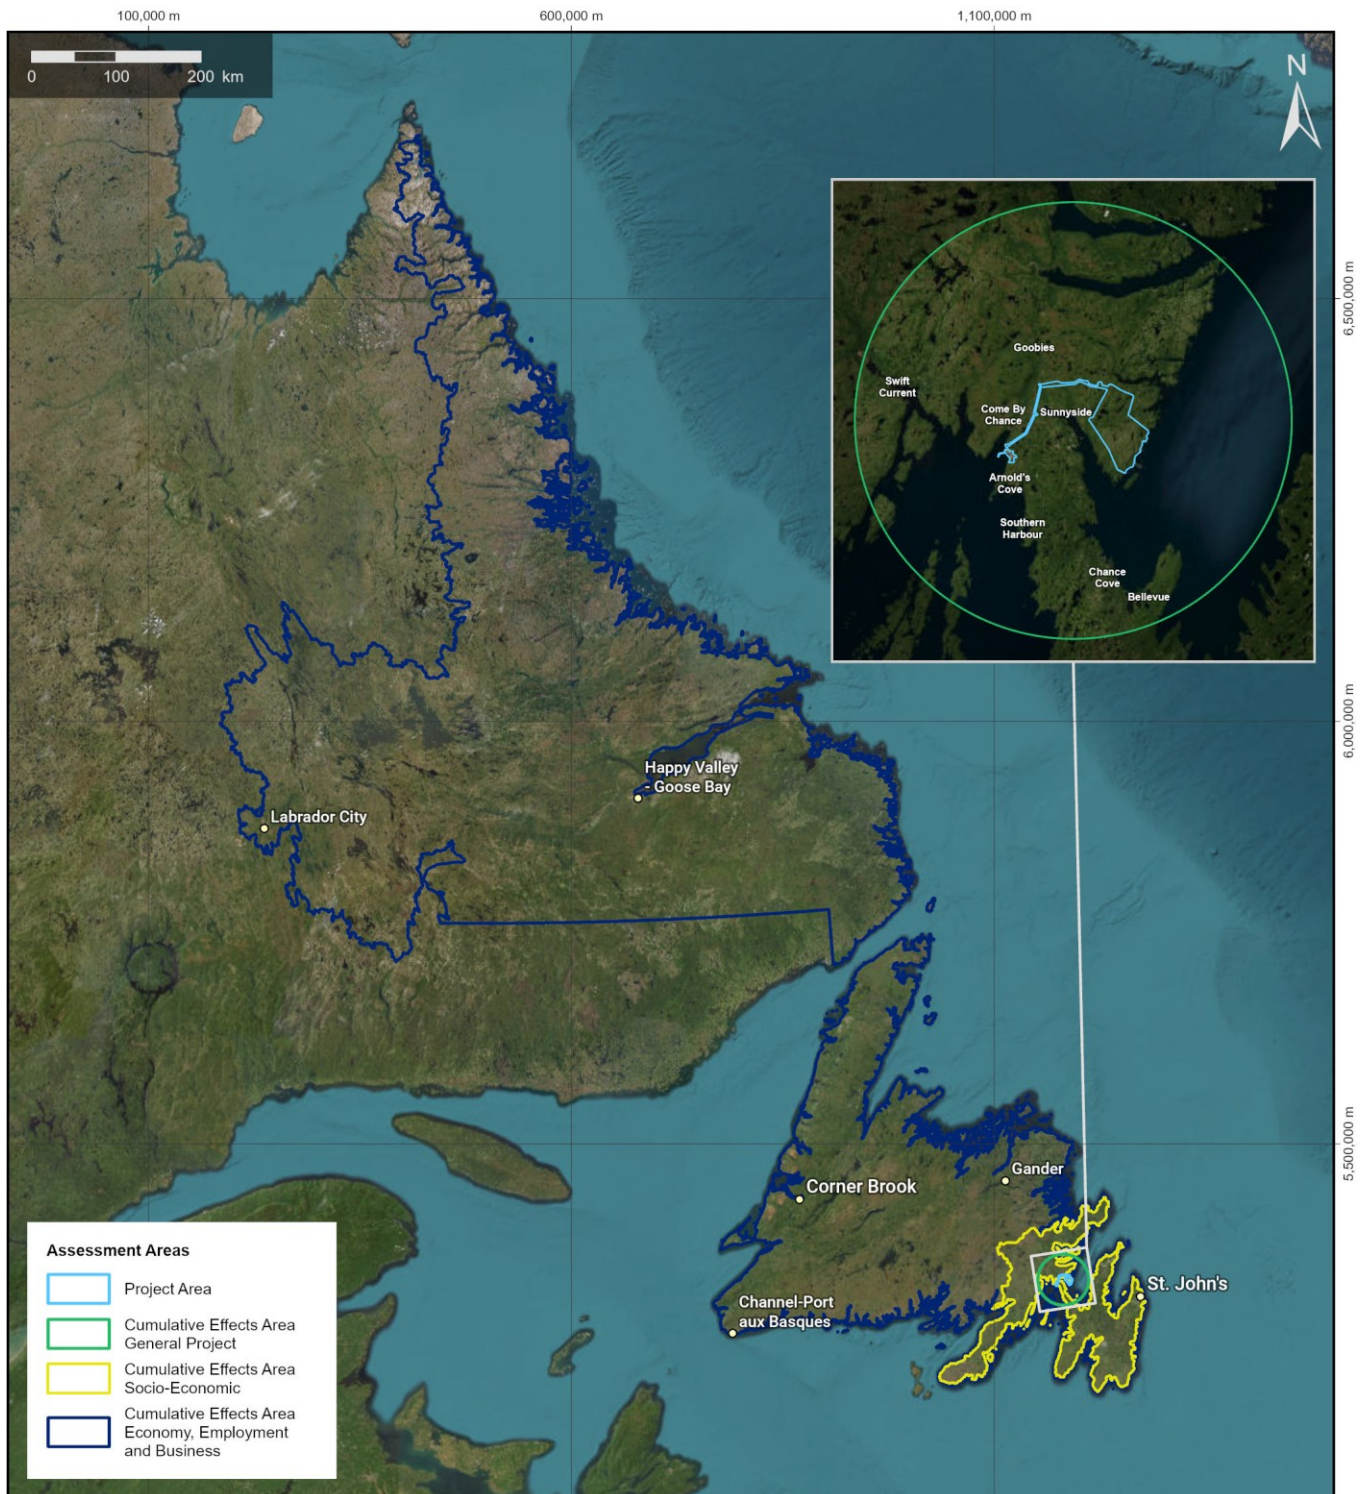 100,000 m
600,000 m
1,100,000 m
0 100 200 km
N
6,500,000 m
6,000,000 m
5,500,000 m
Goobies
Swift
Current
Come By
Chance
Sunnyside
Arnold's
Cove
Southern
Harbour
Chance
Cove
Bellevue
Happy Valley
- Goose Bay
Labrador City
Gander
Corner Brook
St. John's
Channel-Port
aux Basques
Assessment Areas
Project Area
Cumulative Effects Area
General Project
Cumulative Effects Area
Socio-Economic
Cumulative Effects Area
Economy, Employment
and Business